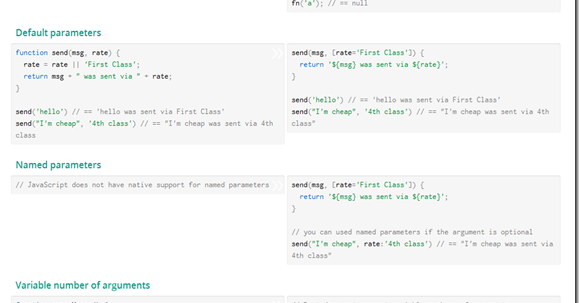 fn('a'); // == null
Default parameters
function send(msg, rate) {
  rate = rate || 'First Class';
  return msg + " was sent via " + rate;
}
send('hello') // == 'hello was sent via First Class'
send("I'm cheap", '4th class') // == "I'm cheap was sent via 4th
class
send(msg, [rate='First Class']) {
  return '${msg} was sent via ${rate}';
}
send('hello') // == 'hello was sent via First Class'
send("I'm cheap", '4th class') // == "I'm cheap was sent via 4th
class"
Named parameters
// JavaScript does not have native support for named parameters
send(msg, [rate='First Class']) {
  return '${msg} was sent via ${rate}';
}
// you can used named parameters if the argument is optional
send("I'm cheap", rate:'4th class') // == "I'm cheap was sent via
4th class"
Variable number of arguments